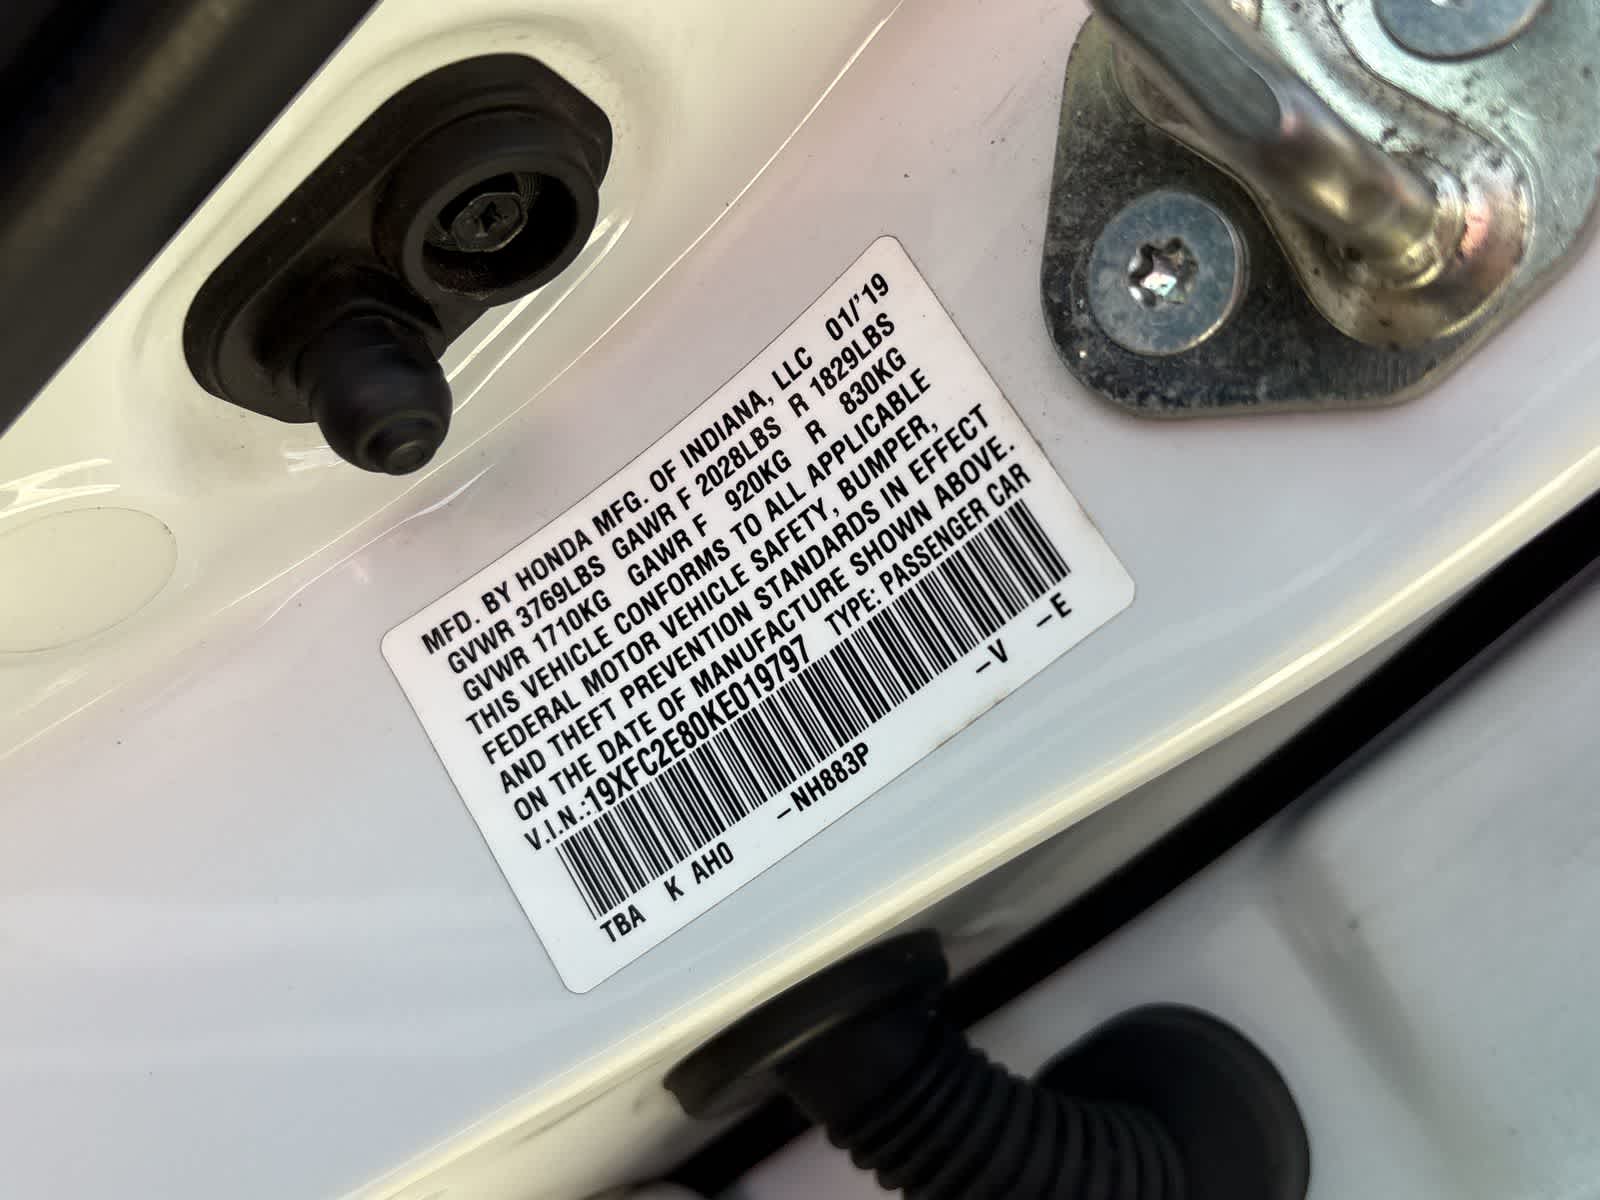 MFD. BY HONDA MFG. OF INDIANA, LLC 01/'19
GVWR 3769LBS GAWR F 2028LBS R 1829LBS
GVWR 1710KG GAWR F 920KG R 830KG
THIS VEHICLE CONFORMS TO ALL APPLICABLE
FEDERAL MOTOR VEHICLE SAFETY, BUMPER,
AND THEFT PREVENTION STANDARDS IN EFFECT
ON THE DATE OF MANUFACTURE SHOWN ABOVE.
V.I.N.:19XFC2E80KE019797 TYPE: PASSENGER CAR
TBA K AH0 –NH883P –V –E